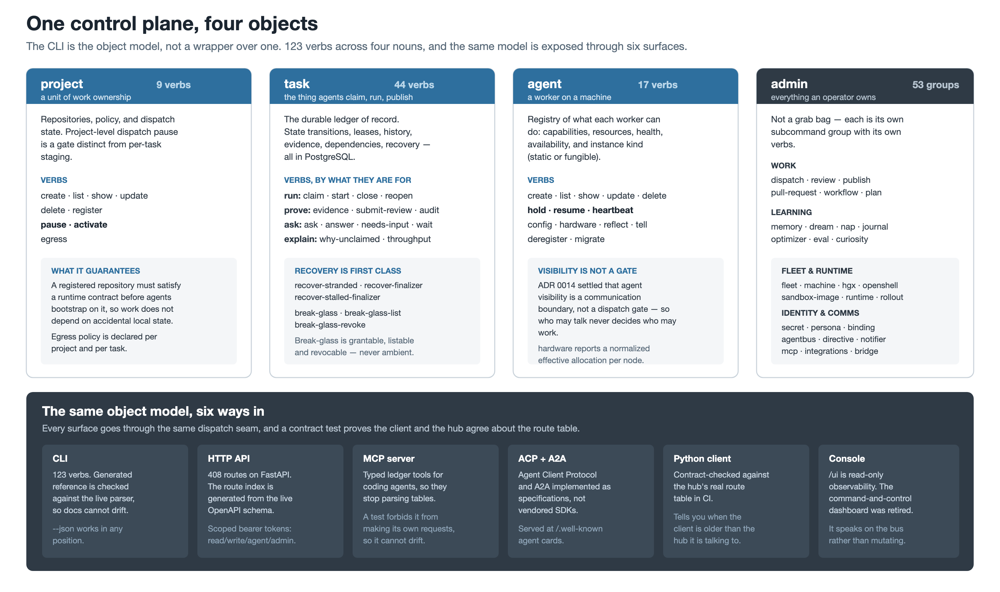 One control plane, four objects
The CLI is the object model, not a wrapper over one. 123 verbs across four nouns, and the same model is exposed through six surfaces.
project
9 verbs
a unit of work ownership
Repositories, policy, and dispatch
state. Project-level dispatch pause
is a gate distinct from per-task
staging.
VERBS
create · list · show · update
delete · register
pause · activate
egress
WHAT IT GUARANTEES
A registered repository must satisfy
a runtime contract before agents
bootstrap on it, so work does not
depend on accidental local state.
Egress policy is declared per
project and per task.
task
44 verbs
the thing agents claim, run, publish
The durable ledger of record.
State transitions, leases, history,
evidence, dependencies, recovery —
all in PostgreSQL.
VERBS, BY WHAT THEY ARE FOR
run: claim · start · close · reopen
prove: evidence · submit-review · audit
ask: ask · answer · needs-input · wait
explain: why-unclaimed · throughput
RECOVERY IS FIRST CLASS
recover-stranded · recover-finalizer
recover-stalled-finalizer
break-glass · break-glass-list
break-glass-revoke
Break-glass is grantable, listable
and revocable — never ambient.
agent
17 verbs
a worker on a machine
Registry of what each worker can
do: capabilities, resources, health,
availability, and instance kind
(static or fungible).
VERBS
create · list · show · update · delete
hold · resume · heartbeat
config · hardware · reflect · tell
deregister · migrate
VISIBILITY IS NOT A GATE
ADR 0014 settled that agent
visibility is a communication
boundary, not a dispatch gate — so
who may talk never decides who may
work.
hardware reports a normalized
effective allocation per node.
admin
53 groups
everything an operator owns
Not a grab bag — each is its own
subcommand group with its own
verbs.
WORK
dispatch · review · publish
pull-request · workflow · plan
LEARNING
memory · dream · nap · journal
optimizer · eval · curiosity
FLEET & RUNTIME
fleet · machine · hgx · openshell
sandbox-image · runtime · rollout
IDENTITY & COMMS
secret · persona · binding
agentbus · directive · notifier
mcp · integrations · bridge
The same object model, six ways in
Every surface goes through the same dispatch seam, and a contract test proves the client and the hub agree about the route table.
CLI
123 verbs. Generated
reference is checked
against the live parser,
so docs cannot drift.
--json works in any
position.
HTTP API
408 routes on FastAPI.
The route index is
generated from the live
OpenAPI schema.
Scoped bearer tokens:
read/write/agent/admin.
MCP server
Typed ledger tools for
coding agents, so they
stop parsing tables.
A test forbids it from
making its own requests,
so it cannot drift.
ACP + A2A
Agent Client Protocol
and A2A implemented as
specifications, not
vendored SDKs.
Served at /.well-known
agent cards.
Python client
Contract-checked against
the hub's real route
table in CI.
Tells you when the
client is older than the
hub it is talking to.
Console
/ui is read-only
observability. The
command-and-control
dashboard was retired.
It speaks on the bus
rather than mutating.